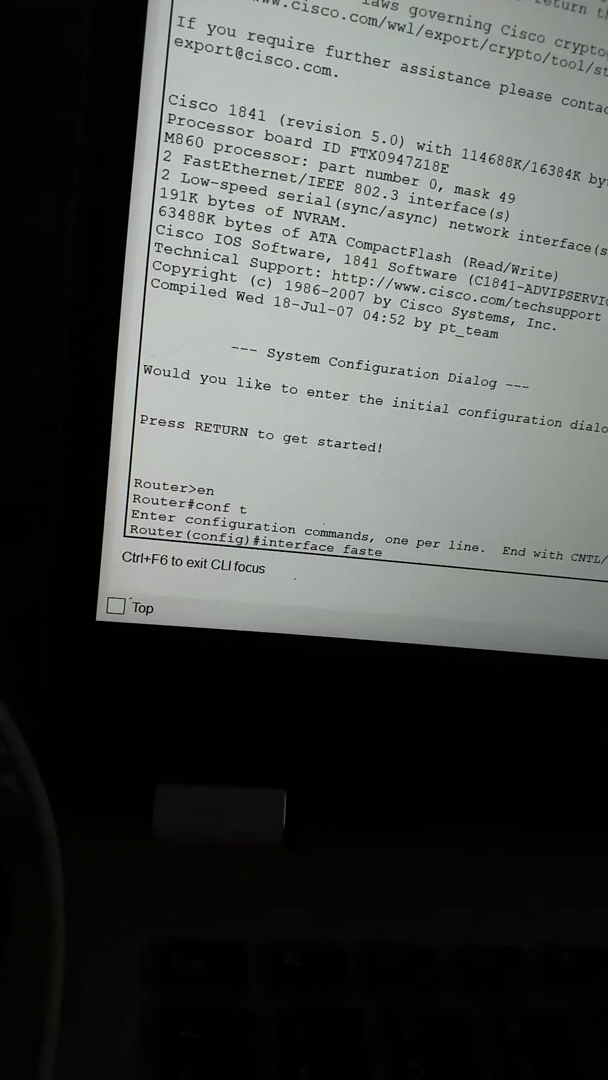 laws governing Cisco
www.cisco.com/wwl/export/crypto/tool/
If you require further assistance please
export@cisco.com.
Cisco 1841 (revision 5.0) with 114688K/16384K
Processor board ID FTX0947Z18E
M860 processor: part number 0, mask 49
2 FastEthernet/IEEE 802.3 interface(s)
2 Low-speed serial(sync/async) network interface(s
191K bytes of NVRAM.
63488K bytes of ATA CompactFlash (Read/Write)
Cisco IOS Software, 1841 Software (C1841-ADVIPSERVIC
Technical Support: http://www.cisco.com/techsupport
Copyright (c) 1986-2007 by Cisco Systems, Inc.
Compiled Wed 18-Jul-07 04:52 by pt_team
--- System Configuration Dialog ---
Would you like to enter the initial configuration dialo
Press RETURN to get started!
Router>en
Router#conf t
Enter configuration commands, one per line. End with CNTL/
Router(config)#interface faste
Ctrl+F6 to exit CLI focus
Top